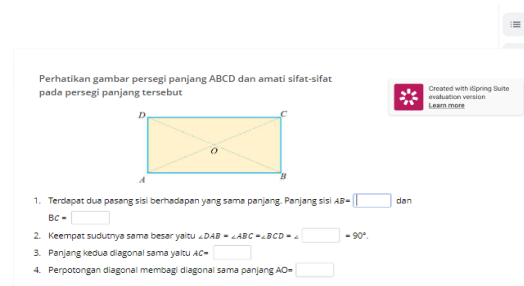 Perhatikan gambar persegi panjang ABCD dan amati sifat-sifat
pada persegi panjang tersebut
Created with iSpring Suite
evaluation version
Learn more
D
C
O
A
B
1. Terdapat dua pasang sisi berhadapan yang sama panjang. Panjang sisi AB= dan
BC =
2. Keempat sudutnya sama besar yaitu ∠DAB = ∠ABC =∠BCD = ∠ = 90°.
3. Panjang kedua diagonal sama yaitu AC=
4. Perpotongan diagonal membagi diagonal sama panjang AO=